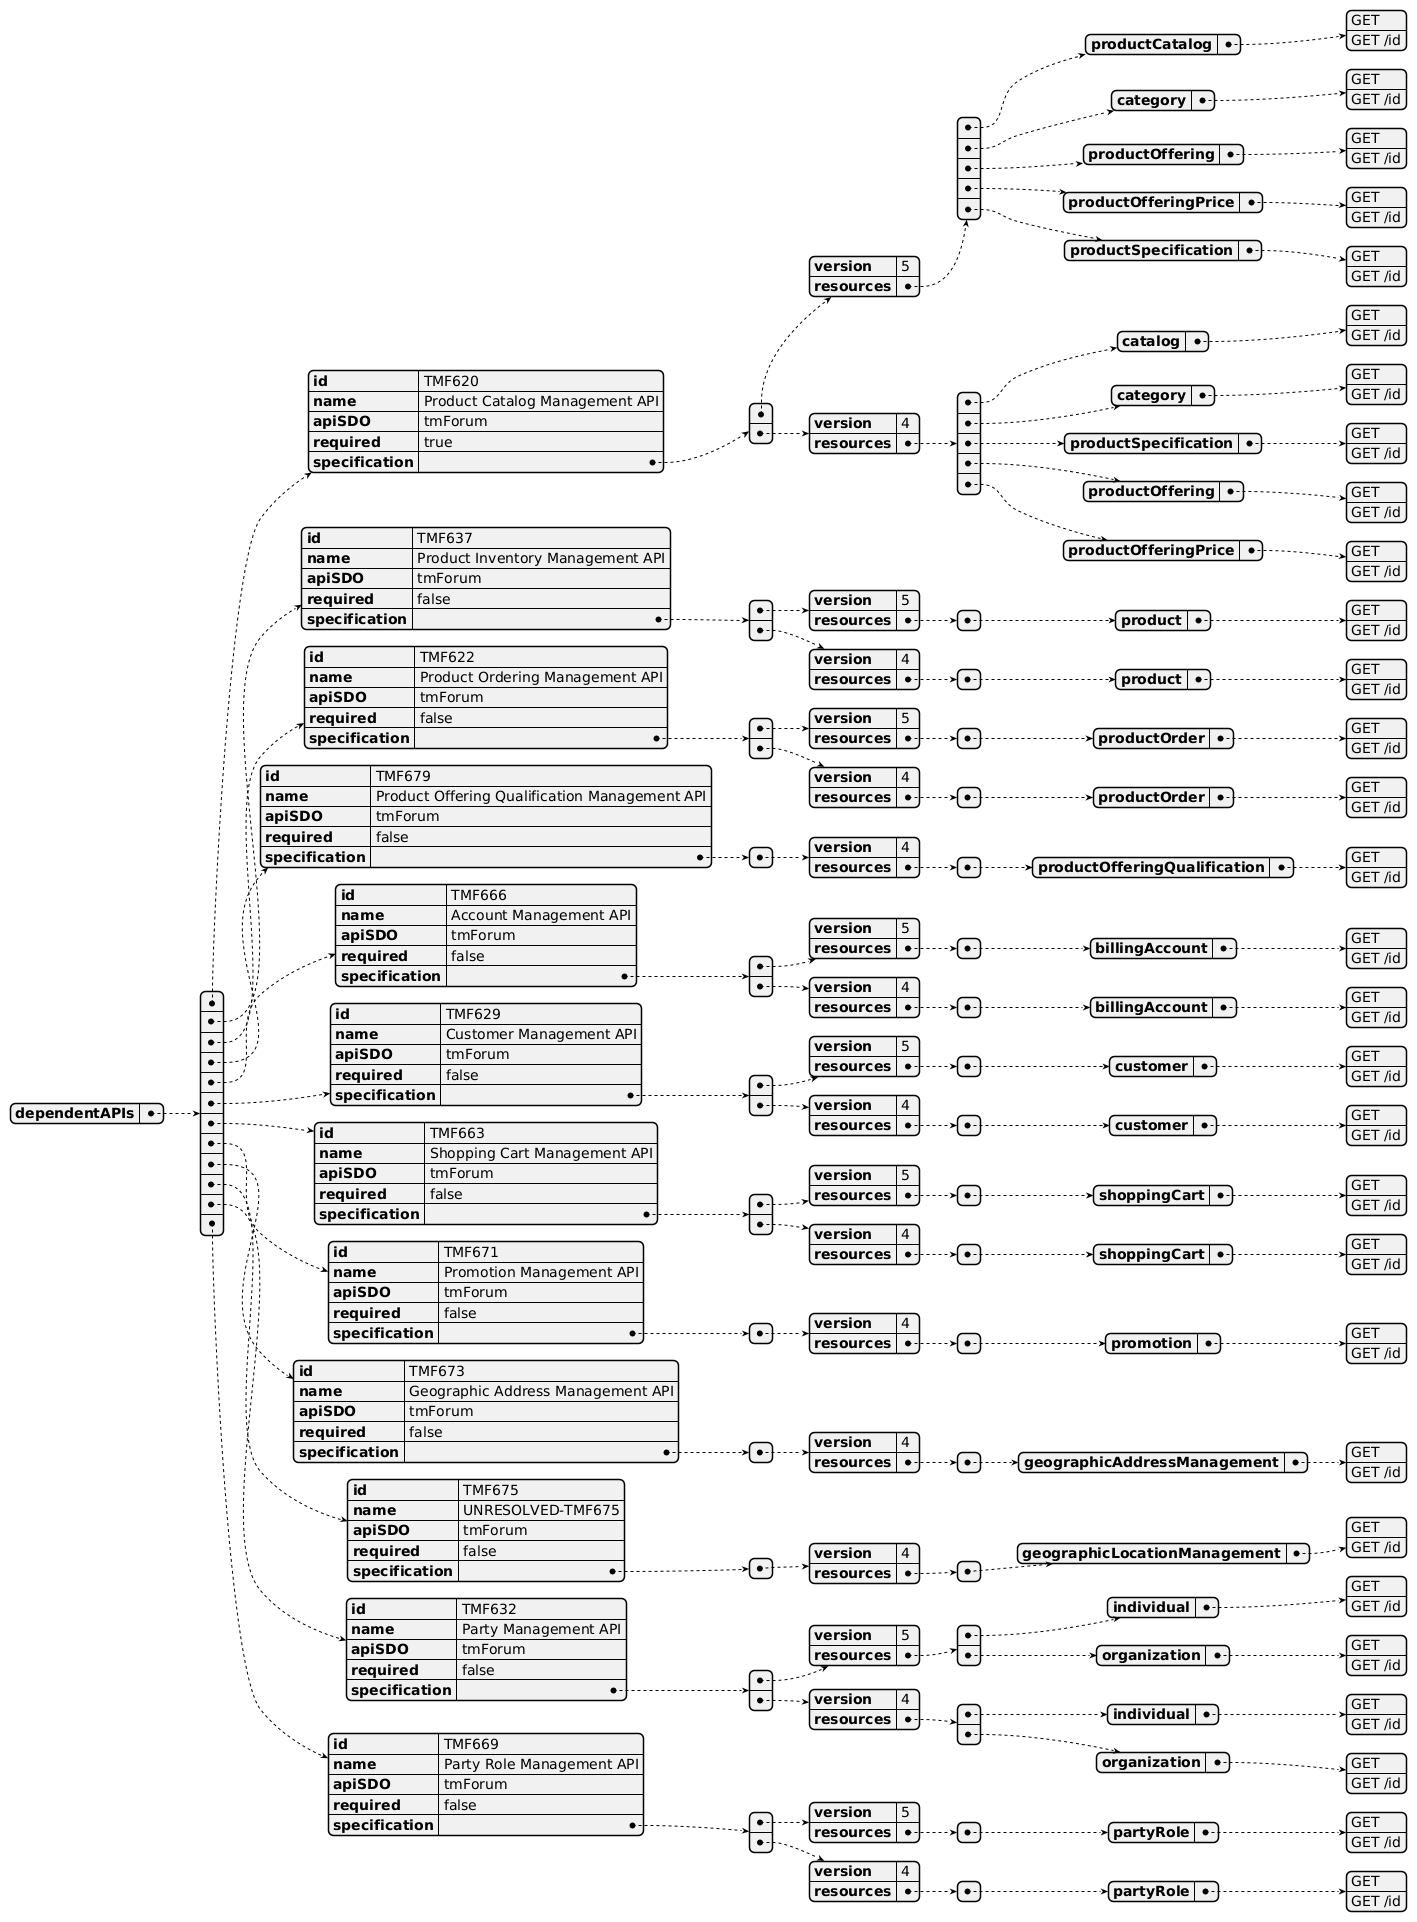 dependentAPIs
id TMF620
name Product Catalog Management API
apiSDO tmForum
required true
specification
version 5
resources
productCatalog
GET
GET /id
category
GET
GET /id
productOffering
GET
GET /id
productOfferingPrice
GET
GET /id
productSpecification
GET
GET /id
version 4
resources
catalog
GET
GET /id
category
GET
GET /id
productSpecification
GET
GET /id
productOffering
GET
GET /id
productOfferingPrice
GET
GET /id
id TMF637
name Product Inventory Management API
apiSDO tmForum
required false
specification
version 5
resources
product
GET
GET /id
version 4
resources
product
GET
GET /id
id TMF622
name Product Ordering Management API
apiSDO tmForum
required false
specification
version 5
resources
productOrder
GET
GET /id
version 4
resources
productOrder
GET
GET /id
id TMF679
name Product Offering Qualification Management API
apiSDO tmForum
required false
specification
version 4
resources
productOfferingQualification
GET
GET /id
id TMF666
name Account Management API
apiSDO tmForum
required false
specification
version 5
resources
billingAccount
GET
GET /id
version 4
resources
billingAccount
GET
GET /id
id TMF629
name Customer Management API
apiSDO tmForum
required false
specification
version 5
resources
customer
GET
GET /id
version 4
resources
customer
GET
GET /id
id TMF663
name Shopping Cart Management API
apiSDO tmForum
required false
specification
version 5
resources
shoppingCart
GET
GET /id
version 4
resources
shoppingCart
GET
GET /id
id TMF671
name Promotion Management API
apiSDO tmForum
required false
specification
version 4
resources
promotion
GET
GET /id
id TMF673
name Geographic Address Management API
apiSDO tmForum
required false
specification
version 4
resources
geographicAddressManagement
GET
GET /id
id TMF675
name UNRESOLVED-TMF675
apiSDO tmForum
required false
specification
version 4
resources
geographicLocationManagement
GET
GET /id
id TMF632
name Party Management API
apiSDO tmForum
required false
specification
version 5
resources
individual
GET
GET /id
organization
GET
GET /id
version 4
resources
individual
GET
GET /id
organization
GET
GET /id
id TMF669
name Party Role Management API
apiSDO tmForum
required false
specification
version 5
resources
partyRole
GET
GET /id
version 4
resources
partyRole
GET
GET /id